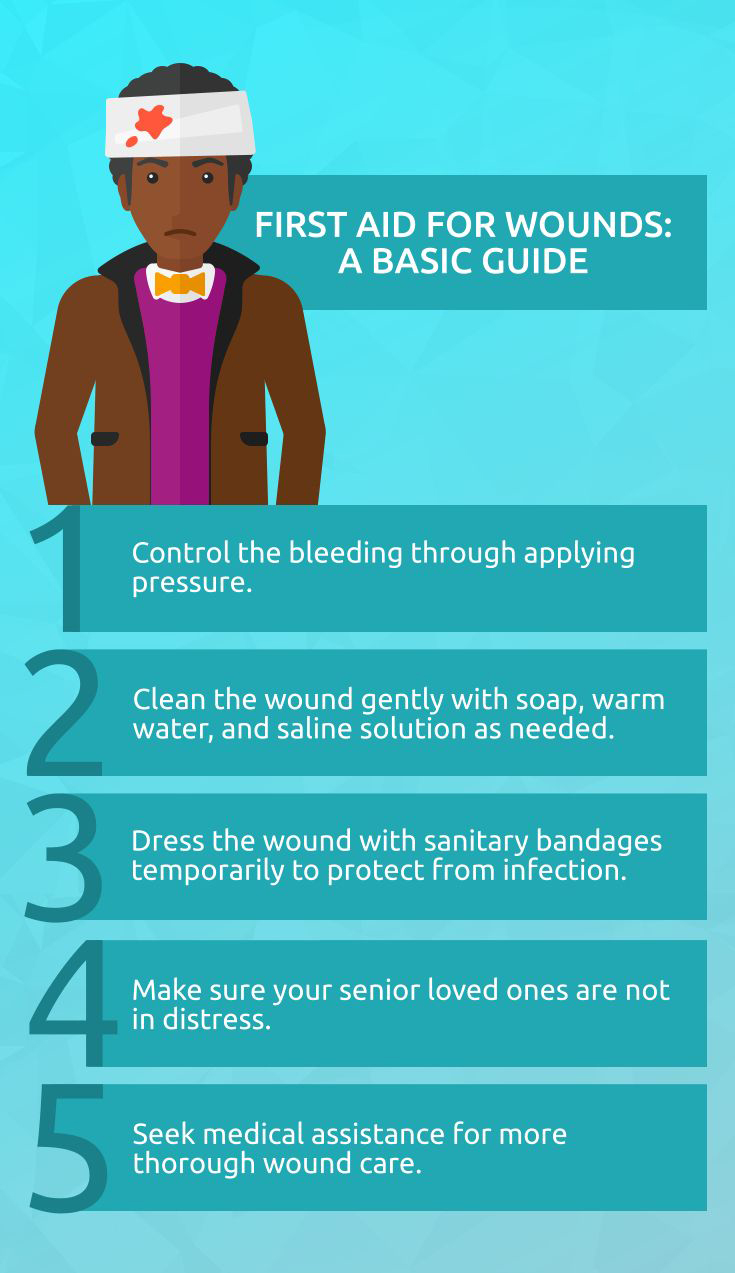 FIRST AID FOR WOUNDS:
A BASIC GUIDE
1
Control the bleeding through applying
pressure.
2
Clean the wound gently with soap, warm
water, and saline solution as needed.
3
Dress the wound with sanitary bandages
temporarily to protect from infection.
4
Make sure your senior loved ones are not
in distress.
5
Seek medical assistance for more
thorough wound care.